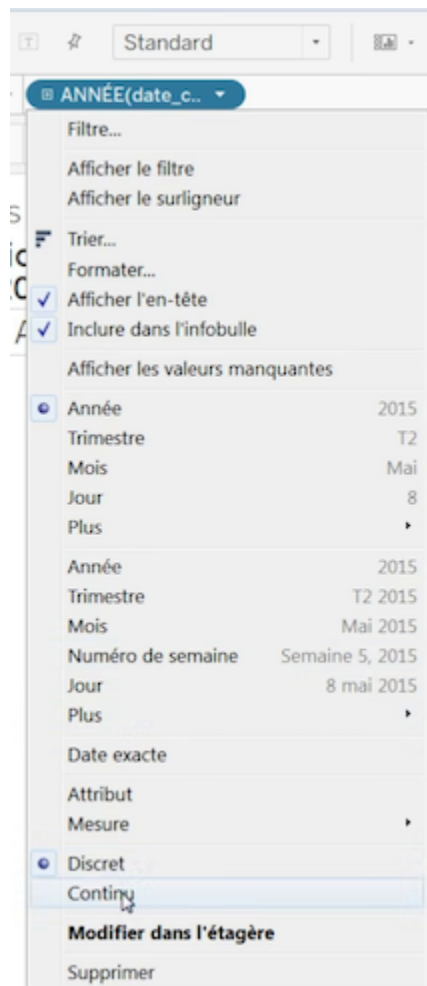 T Standard
ANNÉE(date_c..
Filtre...
Afficher le filtre
Afficher le surligneur
Trier...
Formater...
Afficher l'en-tête
Inclure dans l'infobulle
Afficher les valeurs manquantes
Année 2015
Trimestre T2
Mois Mai
Jour 8
Plus
Année 2015
Trimestre T2 2015
Mois Mai 2015
Numéro de semaine Semaine 5, 2015
Jour 8 mai 2015
Plus
Date exacte
Attribut
Mesure
Discret
Continu
Modifier dans l'étagère
Supprimer